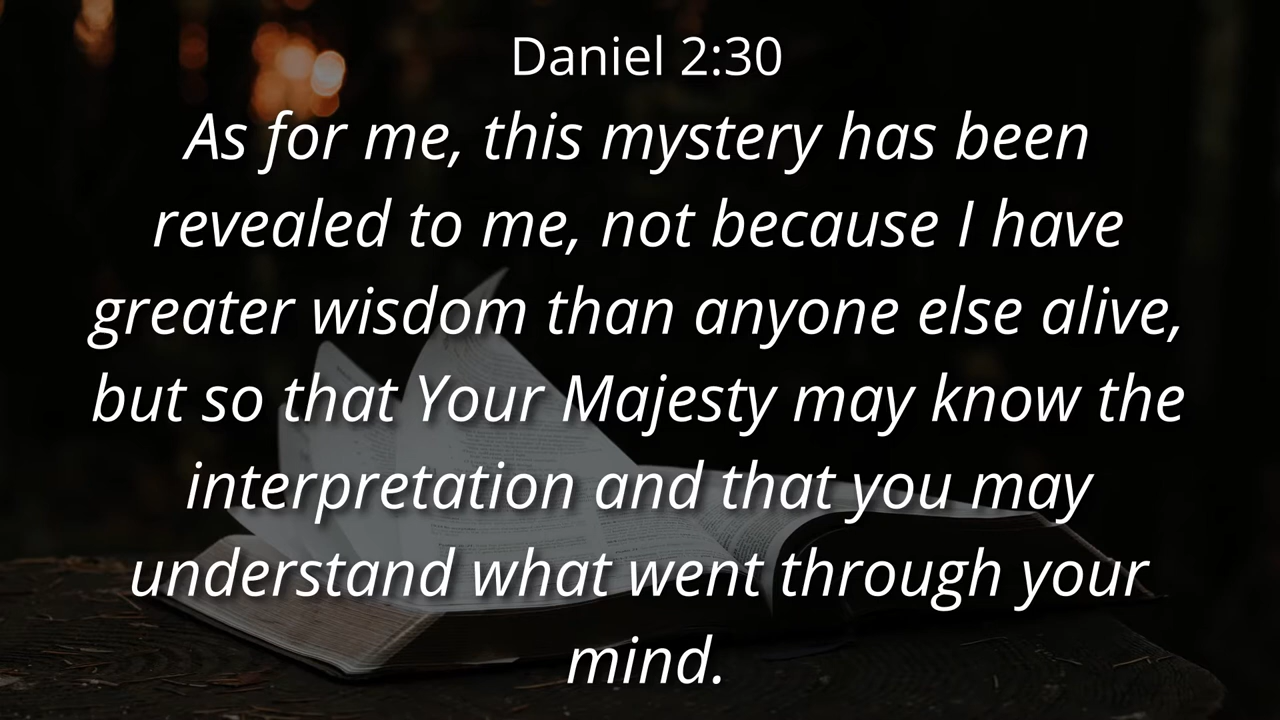 Daniel 2:30
As for me, this mystery has been
revealed to me, not because I have
greater wisdom than anyone else alive,
but so that Your Majesty may know the
interpretation and that you may
understand what went through your
mind.